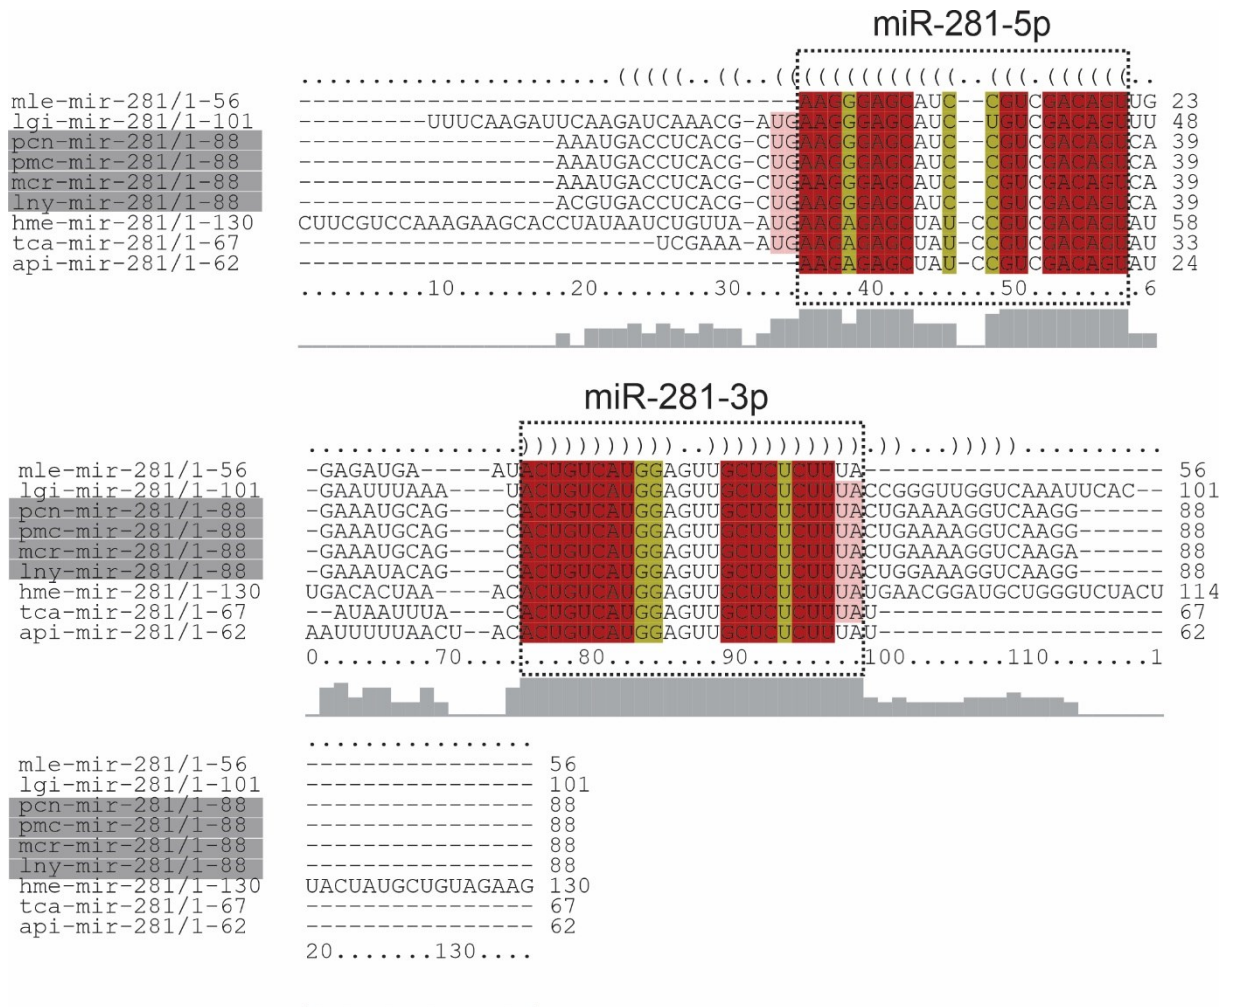 miR-281-5p
......................(((((..((..(((((((((((((..(((.((((((..
mle-mir-281/1-56 -----------------------------------AAGGGAGCAUC--CGUCGACAGUUG 23
lgi-mir-281/1-101 ---------UUUCAAGAUUCAAGAUCAAACG-AUGAAGGGAGCAUC--UGUCGACAGUUU 48
pcn-mir-281/1-88 ------------------AAAUGACCUCACG-CUGAAGGGAGCAUC--CGUCGACAGUCA 39
pmc-mir-281/1-88 ------------------AAAUGACCUCACG-CUGAAGGGAGCAUC--CGUCGACAGUCA 39
mcr-mir-281/1-88 ------------------AAAUGACCUCACG-CUGAAGGGAGCAUC--CGUCGACAGUCA 39
lny-mir-281/1-88 ------------------ACGUGACCUCACG-CUGAAGGGAGCAUC--CGUCGACAGUCA 39
hme-mir-281/1-130 CUUCGUCCAAAGAAGCACCUAUAAUCUGUUA-AUGAAGAGAGCUAU-CCGUCGACAGUAU 58
tca-mir-281/1-67 -------------------------UCGAAA-AUGAAGAGAGCUAU-CCGUCGACAGUAU 33
api-mir-281/1-62 -----------------------------------AAGAGAGCUAU-CCGUCGACAGUAU 24
.........10........20........30........40........50........6
miR-281-3p
...............)))))))))))..))))))))))).))...)))))..........
mle-mir-281/1-56 -GAGAUGA-----AUACUGUCAUGGAGUUGCUCUCUUUA--------------------- 56
lgi-mir-281/1-101 -GAAUUUAAA----UACUGUCAUGGAGUUGCUCUCUUUACCGGGUUGGUCAAAUUCAC-- 101
pcn-mir-281/1-88 -GAAAUGCAG----CACUGUCAUGGAGUUGCUCUCUUUACUGAAAAGGUCAAGG------ 88
pmc-mir-281/1-88 -GAAAUGCAG----CACUGUCAUGGAGUUGCUCUCUUUACUGAAAAGGUCAAGG------ 88
mcr-mir-281/1-88 -GAAAUGCAG----CACUGUCAUGGAGUUGCUCUCUUUACUGAAAAGGUCAAGA------ 88
lny-mir-281/1-88 -GAAAUACAG----CACUGUCAUGGAGUUGCUCUCUUUACUGGAAAGGUCAAGG------ 88
hme-mir-281/1-130 UGACACUAA----ACACUGUCAUGGAGUUGCUCUCUUUAUGAACGGAUGCUGGGUCUACU 114
tca-mir-281/1-67 --AUAAUUUA----CACUGUCAUGGAGUUGCUCUCUUUAU-------------------- 67
api-mir-281/1-62 AAUUUUUAACU--ACACUGUCAUGGAGUUGCUCUCUUUAU-------------------- 62
0........70........80........90........100.......110.......1
................
mle-mir-281/1-56 ---------------- 56
lgi-mir-281/1-101 ---------------- 101
pcn-mir-281/1-88 ---------------- 88
pmc-mir-281/1-88 ---------------- 88
mcr-mir-281/1-88 ---------------- 88
lny-mir-281/1-88 ---------------- 88
hme-mir-281/1-130 UACUAUGCUGUAGAAG 130
tca-mir-281/1-67 ---------------- 67
api-mir-281/1-62 ---------------- 62
20.......130....